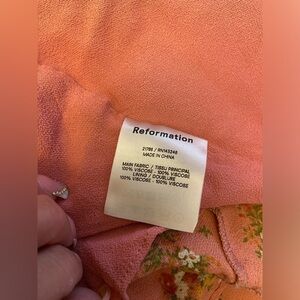 Reformation
21786 / RN143248
MADE IN CHINA
MAIN FABRIC / TISSU PRINCIPAL
100% VISCOSE - 100% VISCOSE
LINING / DOUBLURE
100% VISCOSE - 100% VISCOSE